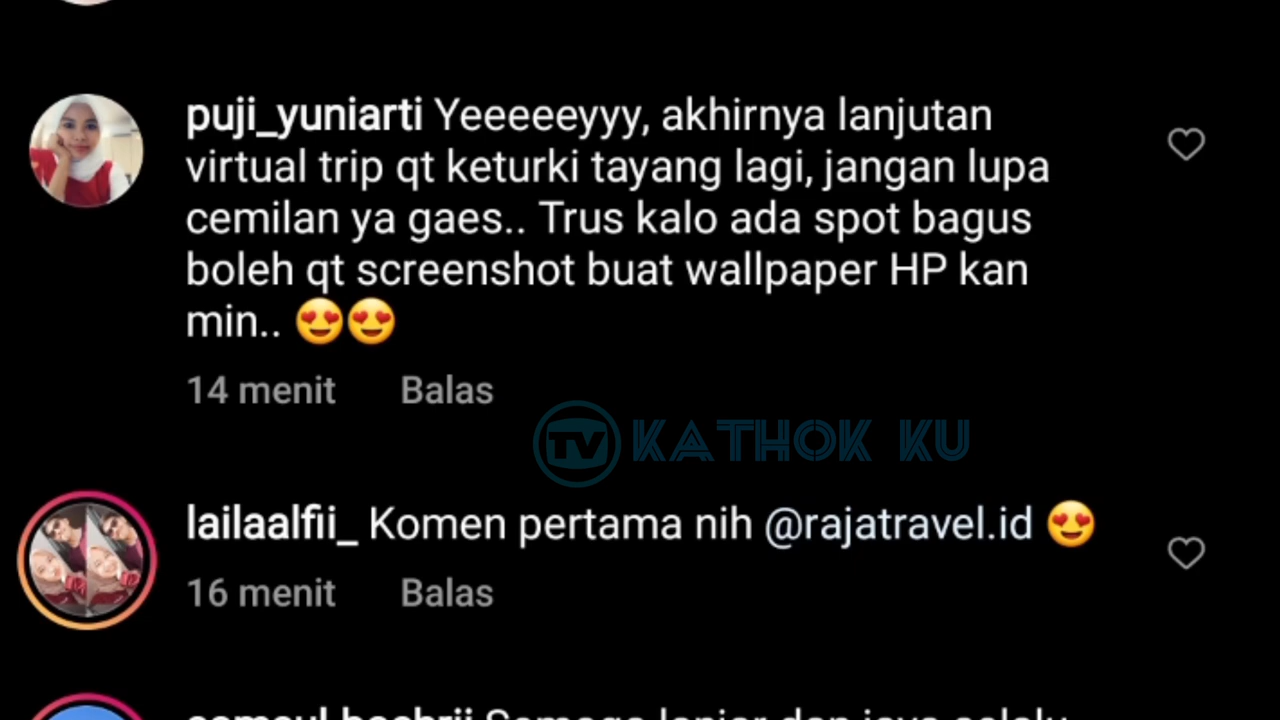 puji_yuniarti Yeeeeeyyy, akhirnya lanjutan
virtual trip qt keturki tayang lagi, jangan lupa
cemilan ya gaes.. Trus kalo ada spot bagus
boleh qt screenshot buat wallpaper HP kan
min.. 😍😍
14 menit Balas
TV KATHOK KU
lailaalfii_ Komen pertama nih @rajatravel.id 😍
16 menit Balas